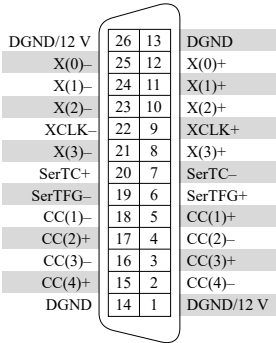 DGND/12 V 26 13 DGND
X(0)– 25 12 X(0)+
X(1)– 24 11 X(1)+
X(2)– 23 10 X(2)+
XCLK– 22 9 XCLK+
X(3)– 21 8 X(3)+
SerTC+ 20 7 SerTC–
SerTFG– 19 6 SerTFG+
CC(1)– 18 5 CC(1)+
CC(2)+ 17 4 CC(2)–
CC(3)– 16 3 CC(3)+
CC(4)+ 15 2 CC(4)–
DGND 14 1 DGND/12 V